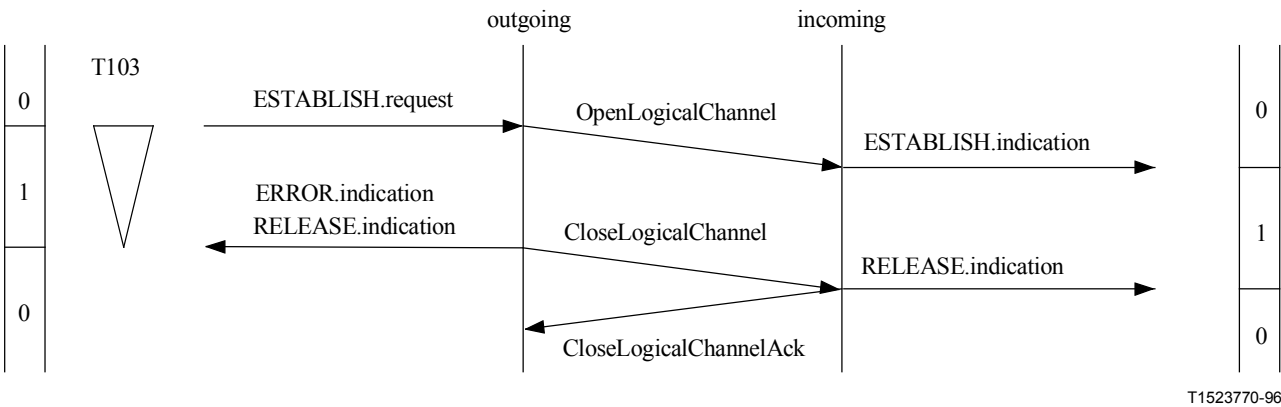 outgoing
incoming
T103
0
ESTABLISH.request
OpenLogicalChannel
0
ESTABLISH.indication
1
ERROR.indication
RELEASE.indication
CloseLogicalChannel
1
RELEASE.indication
0
CloseLogicalChannelAck
0
T1523770-96